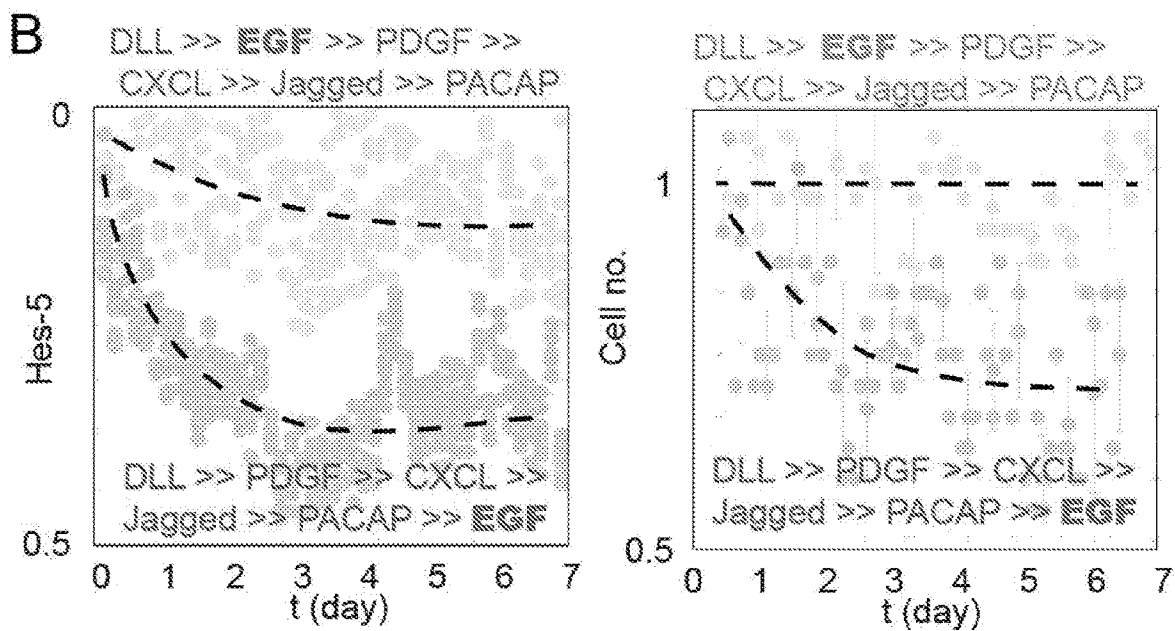 B
DLL >> EGF >> PDGF >>
CXCL >> Jagged >> PACAP
0
Hes-5
DLL >> PDGF >> CXCL >>
Jagged >> PACAP >> EGF
0.5
0 1 2 3 4 5 6 7
t (day)
DLL >> EGF >> PDGF >>
CXCL >> Jagged >> PACAP
1
Cell no.
DLL >> PDGF >> CXCL >>
Jagged >> PACAP >> EGF
0.5
0 1 2 3 4 5 6 7
t (day)